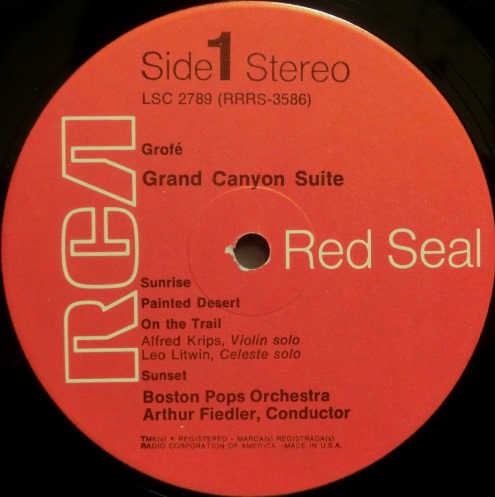 Side 1 Stereo
LSC 2789 (RRRS-3586)
Grofé
Grand Canyon Suite
RCA
Red Seal
Sunrise
Painted Desert
On the Trail
Alfred Krips, Violin solo
Leo Litwin, Celeste solo
Sunset
Boston Pops Orchestra
Arthur Fiedler, Conductor
TMK(s) ® REGISTERED • MARCA(s) REGISTRADA(s)
RADIO CORPORATION OF AMERICA—MADE IN U.S.A.